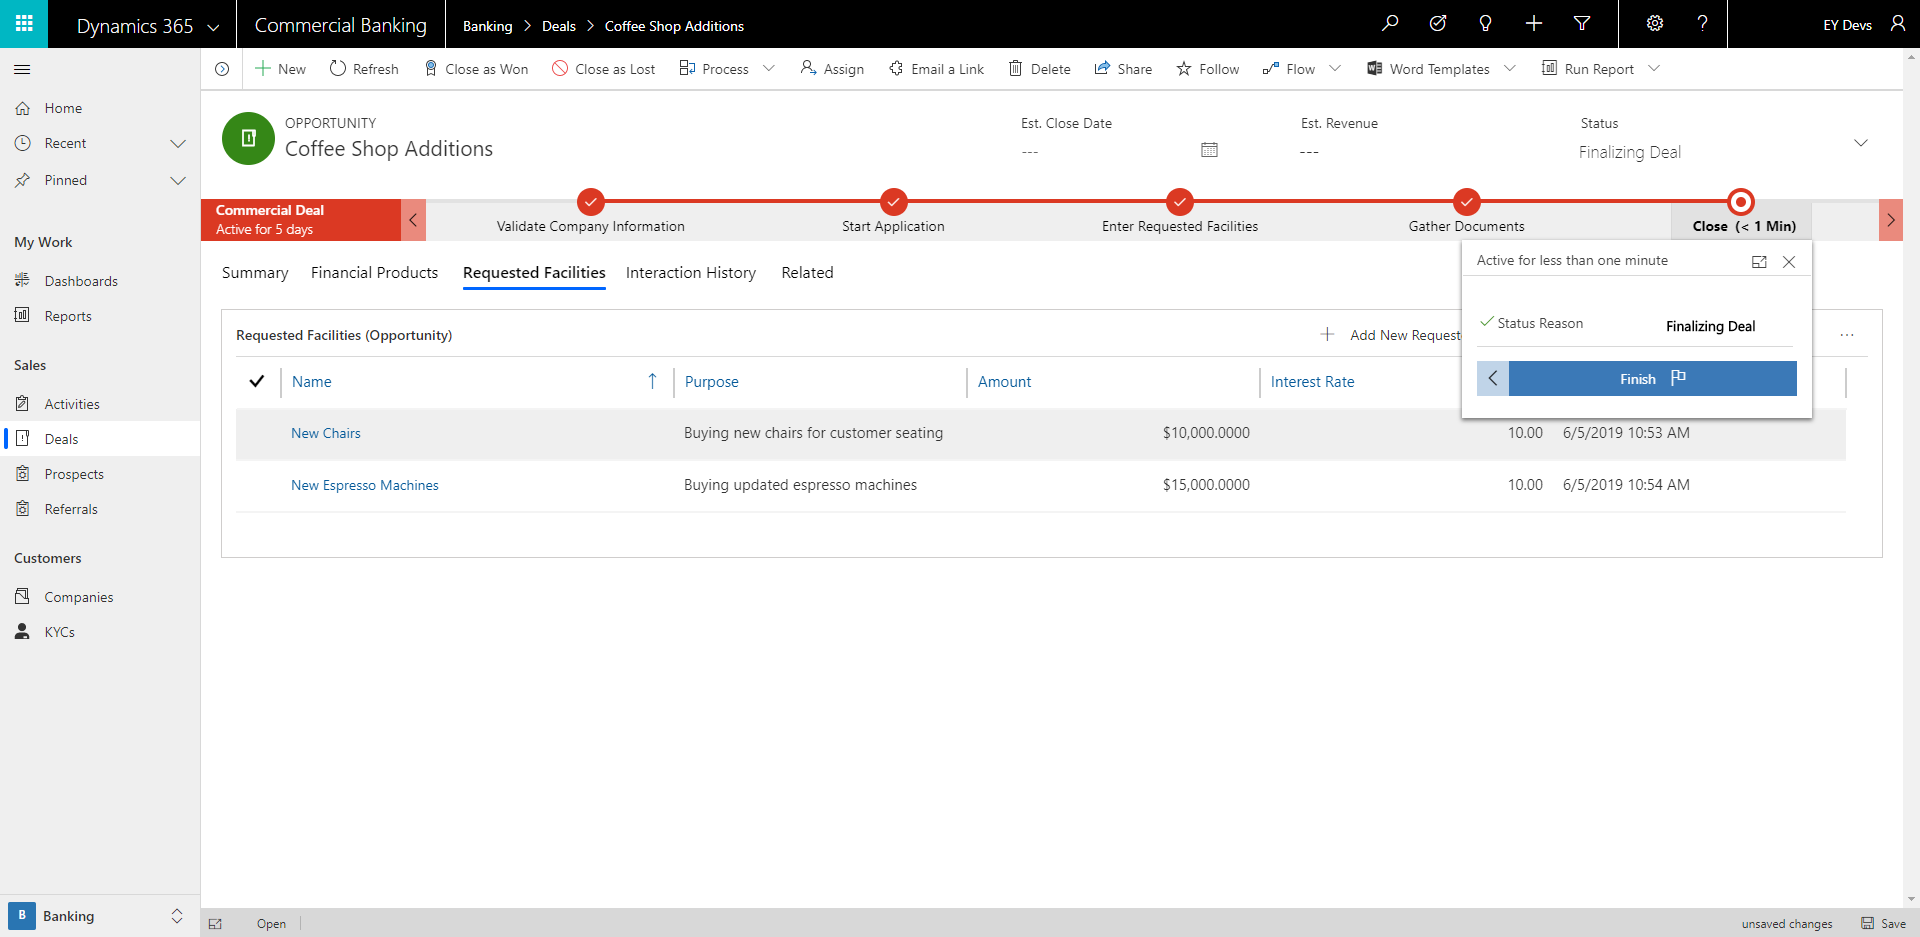 Dynamics 365
Commercial Banking
Banking > Deals > Coffee Shop Additions
EY Devs
New
Refresh
Close as Won
Close as Lost
Process
Assign
Email a Link
Delete
Share
Follow
Flow
Word Templates
Run Report
Home
Recent
Pinned
My Work
Dashboards
Reports
Sales
Activities
Deals
Prospects
Referrals
Customers
Companies
KYCs
B Banking
OPPORTUNITY
Coffee Shop Additions
Est. Close Date
---
Est. Revenue
---
Status
Finalizing Deal
Commercial Deal
Active for 5 days
Validate Company Information
Start Application
Enter Requested Facilities
Gather Documents
Close (< 1 Min)
Active for less than one minute
Status Reason
Finalizing Deal
Finish
Summary
Financial Products
Requested Facilities
Interaction History
Related
Requested Facilities (Opportunity)
Add New Requeste
Name
Purpose
Amount
Interest Rate
New Chairs
Buying new chairs for customer seating
$10,000.0000
10.00
6/5/2019 10:53 AM
New Espresso Machines
Buying updated espresso machines
$15,000.0000
10.00
6/5/2019 10:54 AM
Open
unsaved changes
Save